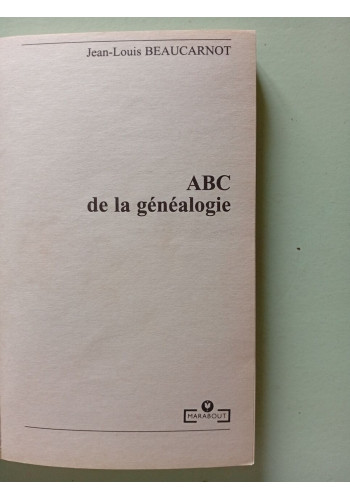 Jean-Louis BEAUCARNOT
ABC
de la généalogie
MARABOUT